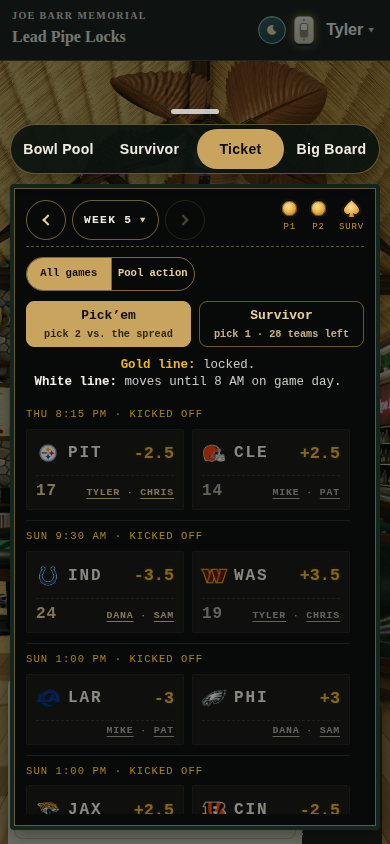 JOE BARR MEMORIAL
Lead Pipe Locks
Tyler
Bowl Pool Survivor Ticket Big Board
WEEK 5
P1 P2 SURV
All games Pool action
Pick'em
pick 2 vs. the spread
Survivor
pick 1 · 28 teams left
Gold line: locked.
White line: moves until 8 AM on game day.
THU 8:15 PM · KICKED OFF
PIT -2.5
17 TYLER · CHRIS
CLE +2.5
14 MIKE · PAT
SUN 9:30 AM · KICKED OFF
IND -3.5
24 DANA · SAM
WAS +3.5
19 TYLER · CHRIS
SUN 1:00 PM · KICKED OFF
LAR -3
MIKE · PAT
PHI +3
DANA · SAM
SUN 1:00 PM · KICKED OFF
JAX +2.5
CIN -2.5